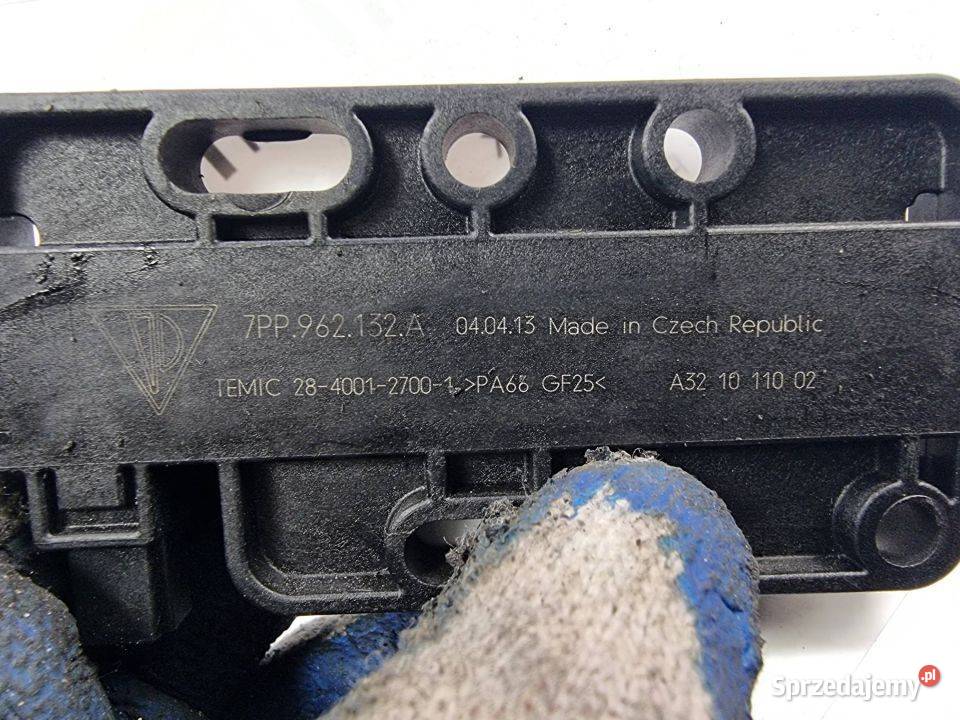 7PP.962.132.A 04.04.13 Made in Czech Republic
TEMIC 28-4001-2700-1 >PA66 GF25< A32 10 110 02
Sprzedajemy.pl